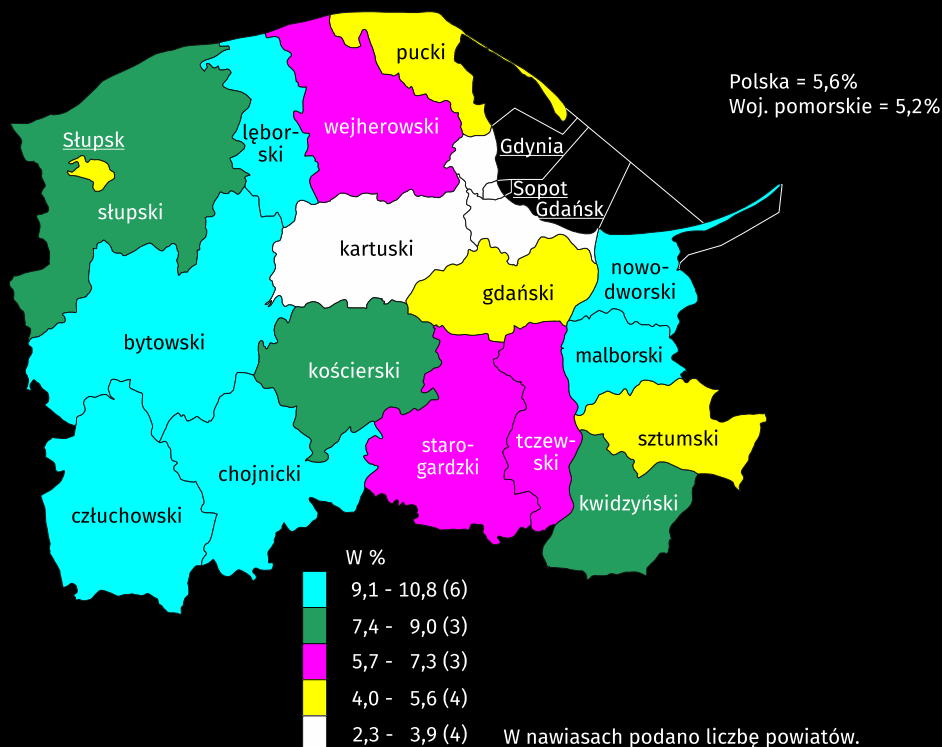 pucki
Polska = 5,6%
Woj. pomorskie = 5,2%
wejherowski
lębor-
ski
Słupsk
Gdynia
Sopot
Gdańsk
słupski
kartuski
nowo-
dworski
gdański
bytowski
malborski
kościerski
staro-
gardzki
tczew-
ski
sztumski
chojnicki
człuchowski
kwidzyński
W %
9,1 - 10,8 (6)
7,4 - 9,0 (3)
5,7 - 7,3 (3)
4,0 - 5,6 (4)
2,3 - 3,9 (4)
W nawiasach podano liczbę powiatów.